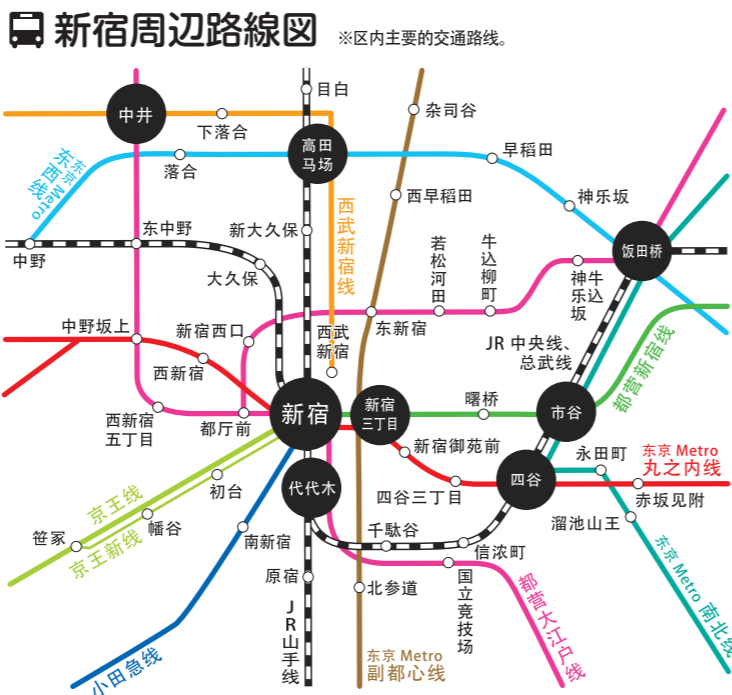 新宿周辺路線図
※区内主要的交通路线。
目白
杂司谷
中井
下落合
高田
马场
早稻田
东京 Metro
东西线
落合
神乐坂
西早稻田
西武新宿线
东中野
新大久保
若松河田
牛込柳町
饭田桥
中野
大久保
牛込
神乐坂
中野坂上
新宿西口
西武
新宿
东新宿
JR 中央线、
总武线
都营新宿线
西新宿
西新宿
五丁目
都厅前
新宿
新宿
三丁目
曙桥
市谷
新宿御苑前
永田町
东京 Metro
丸之内线
初台
代代木
四谷三丁目
四谷
赤坂见附
京王线
幡谷
笹冢
京王新线
南新宿
千駄谷
信浓町
溜池山王
原宿
北参道
国立竞技场
东京 Metro 南北线
JR山手线
都营大江户线
小田急线
东京 Metro
副都心线